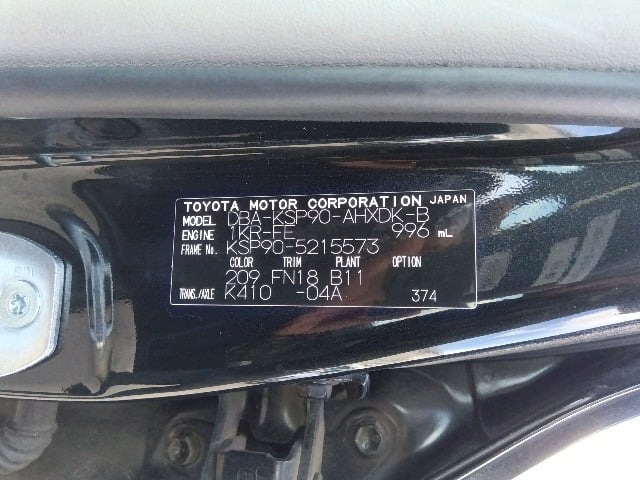 TOYOTA MOTOR CORPORATION JAPAN
MODEL DBA-KSP90-AHXDK-B
ENGINE 1KR-FE 996 mL
FRAME No. KSP90-5215573
COLOR TRIM PLANT OPTION
209 FN18 B11
TRANS./AXLE K410 -04A 374